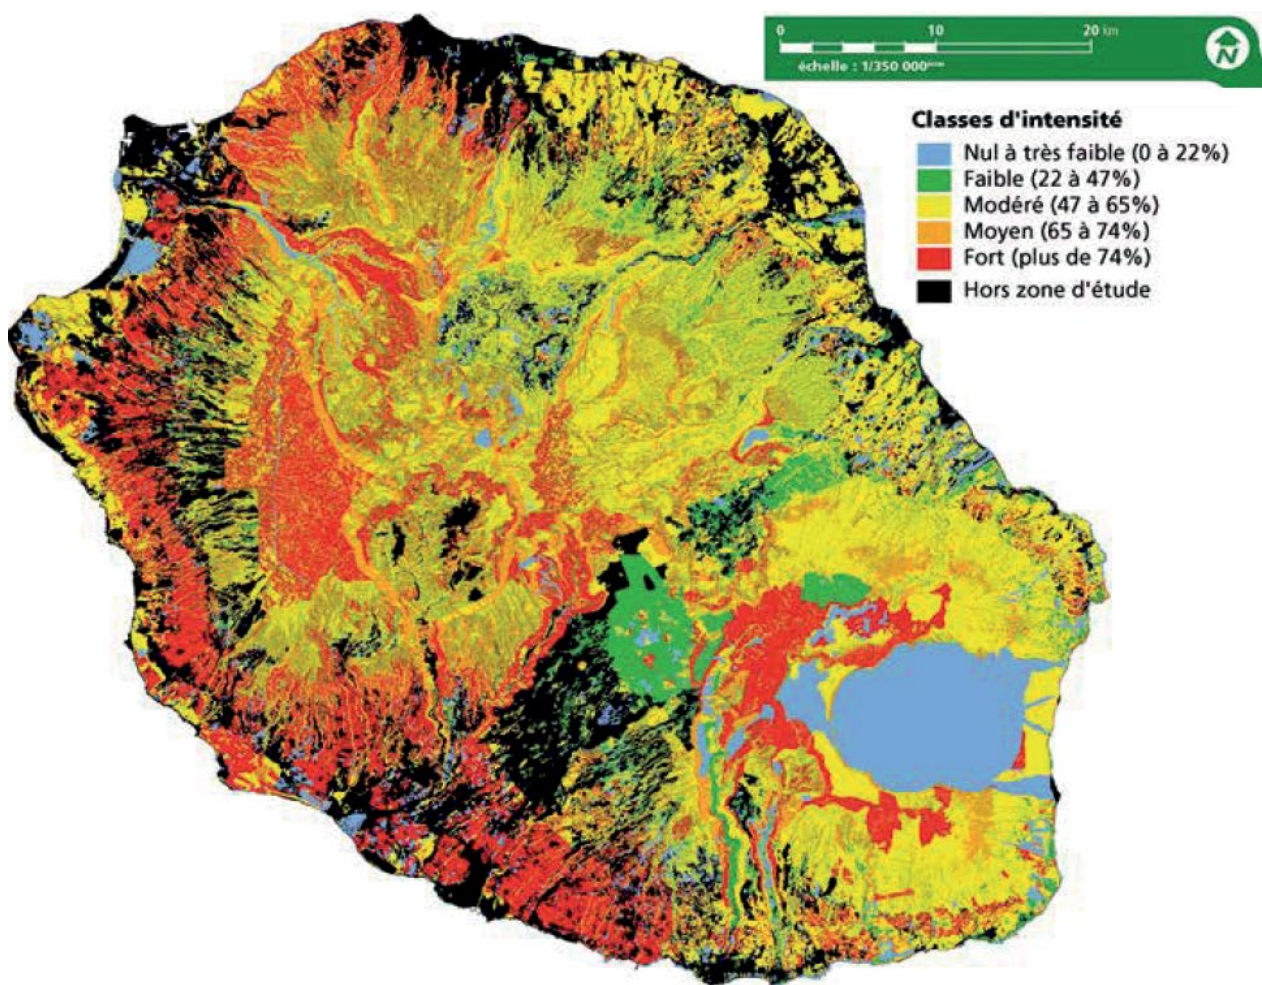 0 10 20 km
échelle : 1/350 000ème
N
Classes d'intensité
Nul à très faible (0 à 22%)
Faible (22 à 47%)
Modéré (47 à 65%)
Moyen (65 à 74%)
Fort (plus de 74%)
Hors zone d'étude